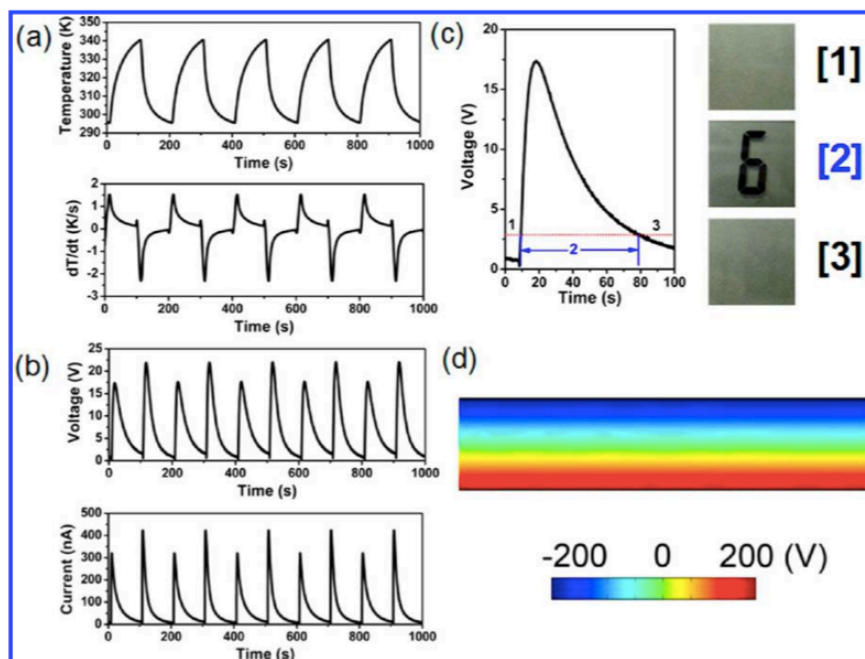 (a)
350
340
330
320
310
300
290
Temperature (K)
0 200 400 600 800 1000
Time (s)
2
1
0
-1
-2
-3
dT/dt (K/s)
0 200 400 600 800 1000
Time (s)
(b)
25
20
15
10
5
0
Voltage (V)
0 200 400 600 800 1000
Time (s)
500
400
300
200
100
0
Current (nA)
0 200 400 600 800 1000
Time (s)
(c)
20
15
10
5
0
Voltage (V)
1 2 3
0 20 40 60 80 100
Time (s)
[1]
6 [2]
[3]
(d)
-200 0 200 (V)